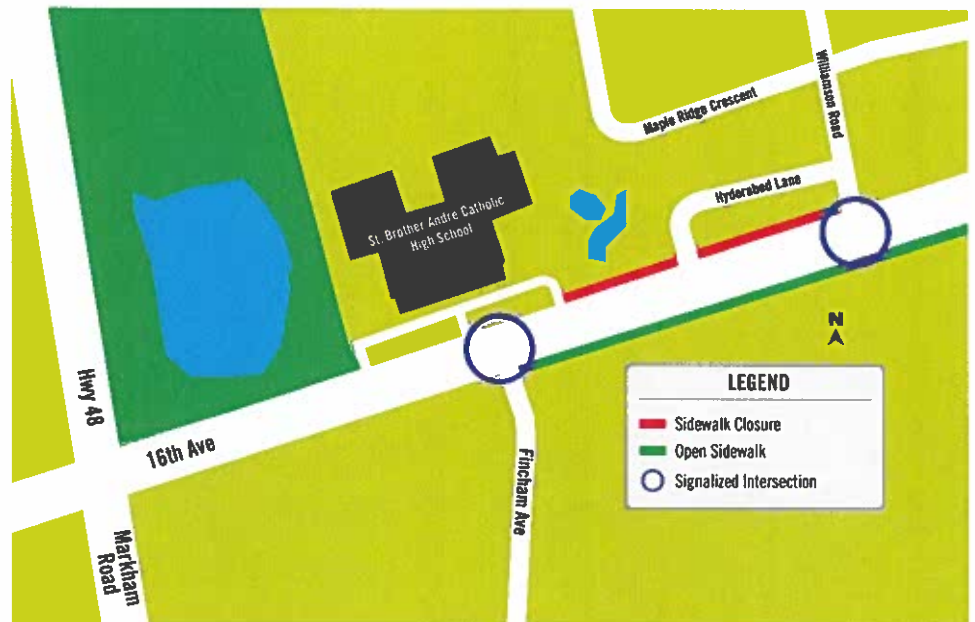 Williamson Road
Maple Ridge Crescent
Hyderabed Lane
St. Brother Andre Catholic
High School
N
Hwy 48
16th Ave
Fincham Ave
Markham
Road
LEGEND
Sidewalk Closure
Open Sidewalk
Signalized Intersection